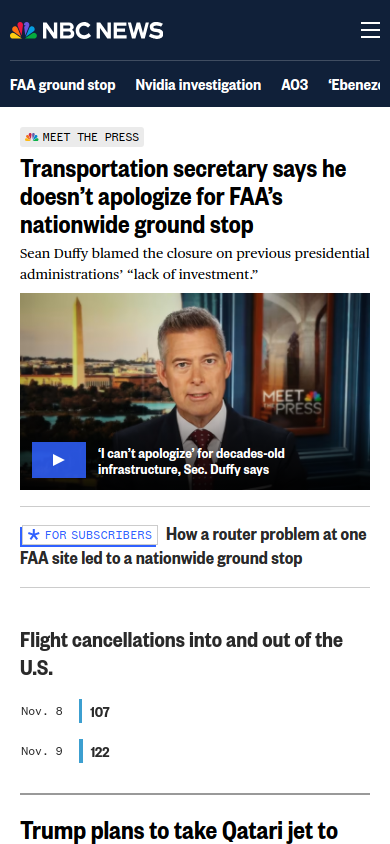 NBC NEWS
FAA ground stop Nvidia investigation AO3 ‘Ebeneze
MEET THE PRESS
Transportation secretary says he
doesn’t apologize for FAA’s
nationwide ground stop
Sean Duffy blamed the closure on previous presidential
administrations’ “lack of investment.”
MEET
THE PRESS
‘I can’t apologize’ for decades-old
infrastructure, Sec. Duffy says
FOR SUBSCRIBERS How a router problem at one
FAA site led to a nationwide ground stop
Flight cancellations into and out of the
U.S.
Nov. 8 107
Nov. 9 122
Trump plans to take Qatari jet to